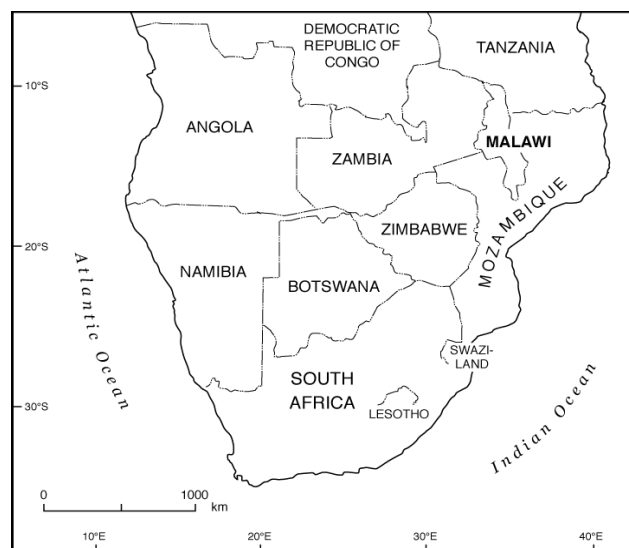 DEMOCRATIC
REPUBLIC OF
CONGO
TANZANIA
10°S
ANGOLA
ZAMBIA
MALAWI
MOZAMBIQUE
ZIMBABWE
20°S
NAMIBIA
BOTSWANA
Atlantic Ocean
SWAZI-
LAND
SOUTH
AFRICA
LESOTHO
30°S
Indian Ocean
0 1000
km
10°E 20°E 30°E 40°E